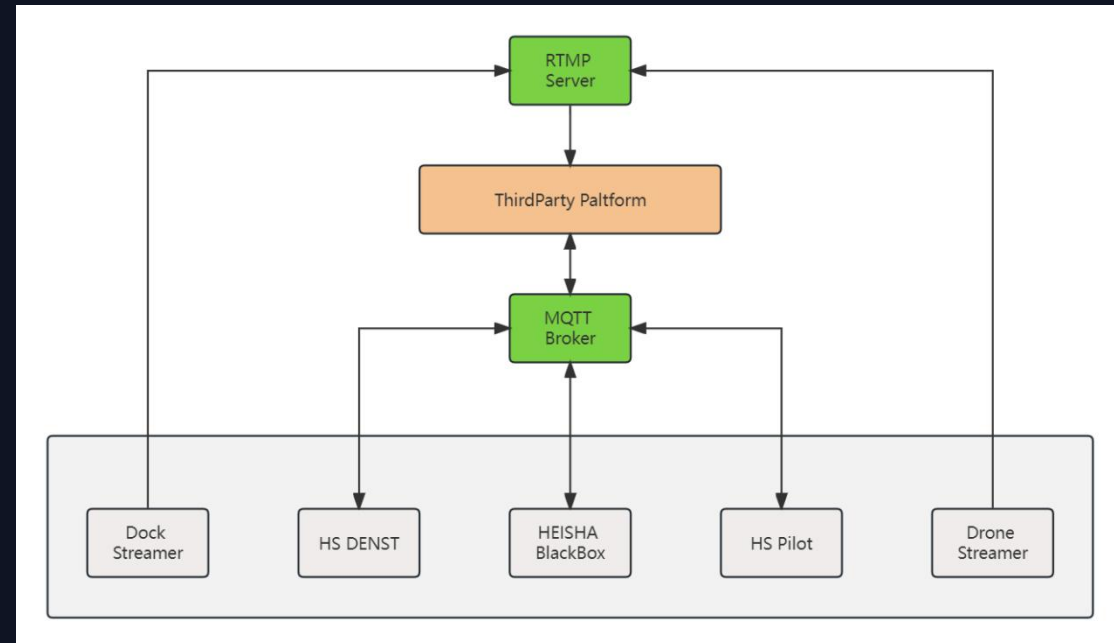 RTMP
Server
ThirdParty Paltform
MQTT
Broker
Dock
Streamer
HS DENST
HEISHA
BlackBox
HS Pilot
Drone
Streamer